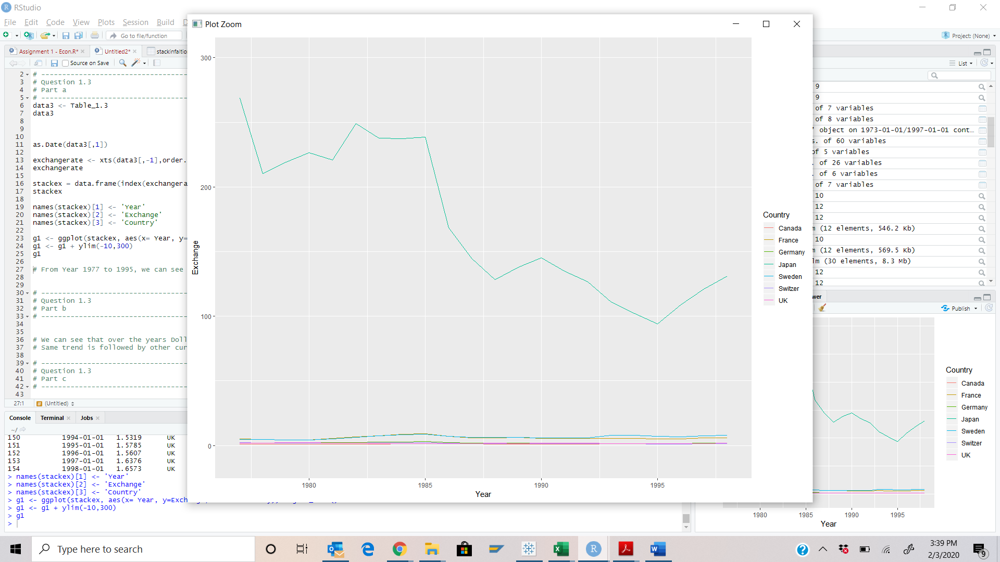 RStudio
File Edit Code View Plots Session Build
Plot Zoom
Go to file/function
Project: (None)
Assignment 1 - Econ.R*
Untitled2*
Source on Save
List
2 # ------------------------------------
3 # Question 1.3
4 # Part a
5 # ------------------------------------
6 data3 <- Table_1.3
7 data3
8
9
10
11 as.Date(data3[,1])
12
13 exchangerate <- xts(data3[,-1],order.
14 exchangerate
15
16 stackex = data.frame(index(exchangera
17 stackex
18
19 names(stackex)[1] <- 'Year'
20 names(stackex)[2] <- 'Exchange'
21 names(stackex)[3] <- 'Country'
22
23 g1 <- ggplot(stackex, aes(x= Year, y=
24 g1 <- g1 + ylim(-10,300)
25 g1
26
27 # From Year 1977 to 1995, we can see
28
29
30 # ------------------------------------
31 # Question 1.3
32 # Part b
33 # ------------------------------------
34
35
36 # We can see that over the years Doll
37 # Same trend is followed by other cur
38
39 # ------------------------------------
40 # Question 1.3
41 # Part c
42 # ------------------------------------
43
27:1 # (Untitled)
Console Terminal Jobs
~/
150 1994-01-01 1.5319 UK
151 1995-01-01 1.5785 UK
152 1996-01-01 1.5607 UK
153 1997-01-01 1.6376 UK
154 1998-01-01 1.6573 UK
> names(stackex)[1] <- 'Year'
> names(stackex)[2] <- 'Exchange'
> names(stackex)[3] <- 'Country'
> g1 <- ggplot(stackex, aes(x= Year, y=Exch
> g1 <- g1 + ylim(-10,300)
> g1
>
300
200
100
0
Exchange
1980 1985 1990 1995
Year
Country
Canada
France
Germany
Japan
Sweden
Switzer
UK
9
9
of 7 variables
of 8 variables
' object on 1973-01-01/1997-01-01 cont…
s. of 60 variables
of 5 variables
. of 26 variables
. of 6 variables
of 7 variables
10
12
12
m (12 elements, 546.2 Kb)
10
m (12 elements, 569.5 Kb)
lm (30 elements, 8.3 Mb)
12
12
wer
Publish
Country
Canada
France
Germany
Japan
Sweden
Switzer
UK
1980 1985 1990 1995
Year
Type here to search
3:39 PM
2/3/2020
9